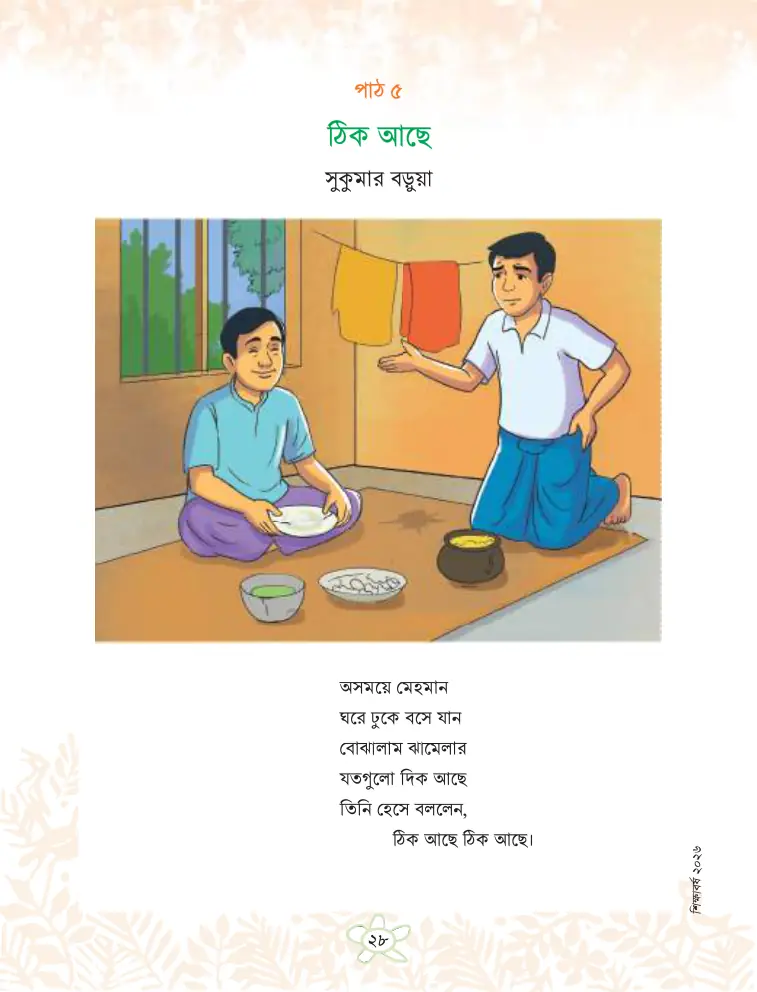 পাঠ ৫
ঠিক আছে
সুকুমার বড়ুয়া
অসময়ে মেহমান
ঘরে ঢুকে বসে যান
বোঝালাম ঝামেলার
যতগুলো দিক আছে
তিনি হেসে বললেন,
ঠিক আছে ঠিক আছে।
শিক্ষাবর্ষ ২০২৬
২৮